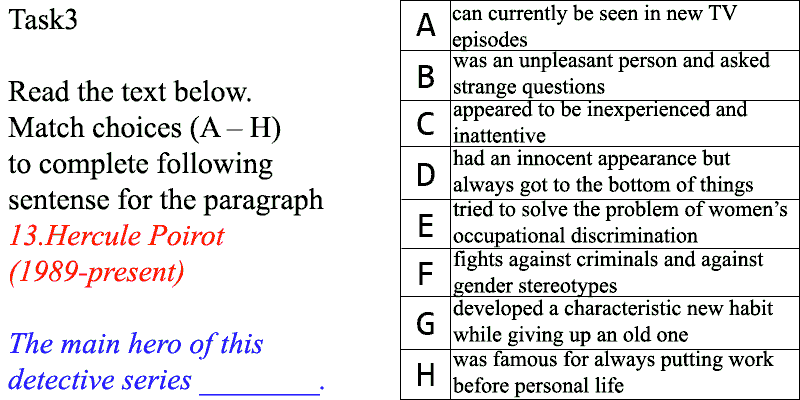 Task3
Read the text below.
Match choices (A – H)
to complete following
sentense for the paragraph
13.Hercule Poirot
(1989-present)
The main hero of this
detective series ________.
A
can currently be seen in new TV
episodes
B
was an unpleasant person and asked
strange questions
C
appeared to be inexperienced and
inattentive
D
had an innocent appearance but
always got to the bottom of things
E
tried to solve the problem of women’s
occupational discrimination
F
fights against criminals and against
gender stereotypes
G
developed a characteristic new habit
while giving up an old one
H
was famous for always putting work
before personal life